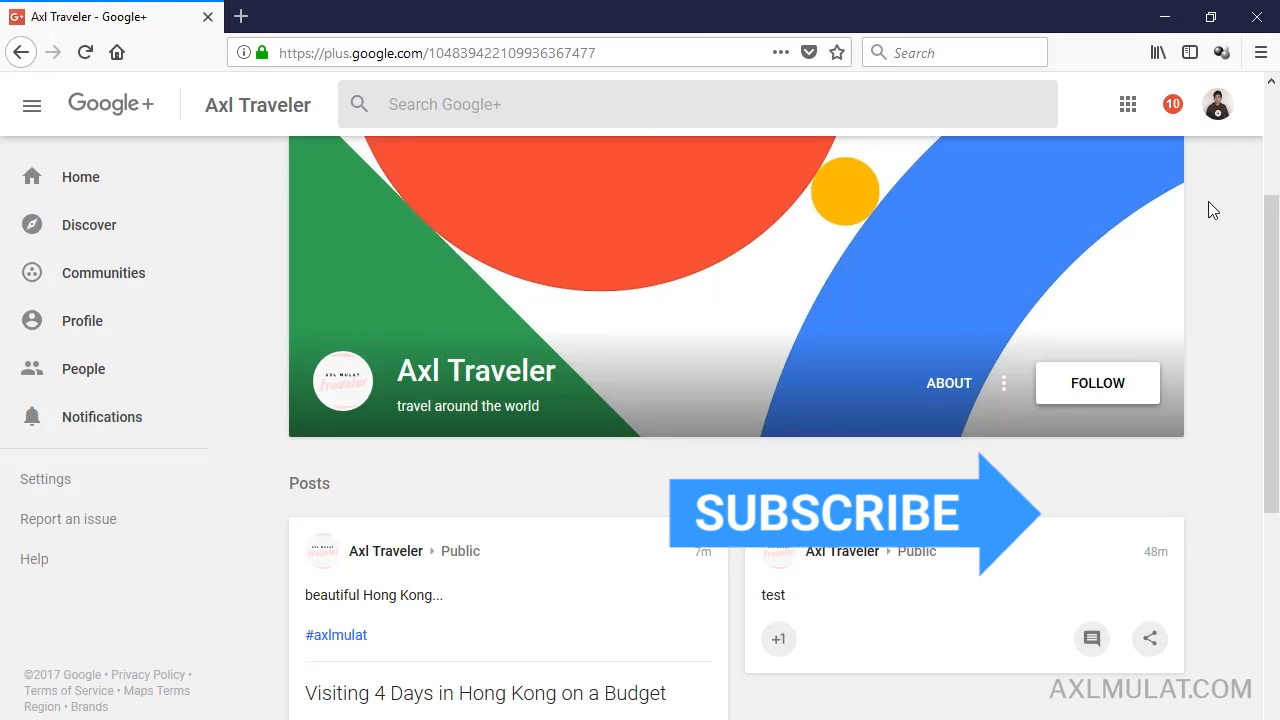 Axl Traveler - Google+
https://plus.google.com/104839422109936367477
Search
Google+
Axl Traveler
Search Google+
10
Home
Discover
Communities
Profile
People
Notifications
Settings
Report an issue
Help
©2017 Google • Privacy Policy •
Terms of Service • Maps Terms
Region • Brands
AXL MULAT
traveler
Axl Traveler
travel around the world
ABOUT
FOLLOW
Posts
SUBSCRIBE
Axl Traveler Public
7m
beautiful Hong Kong...
#axlmulat
Visiting 4 Days in Hong Kong on a Budget
Axl Traveler Public
48m
test
+1
AXLMULAT.COM